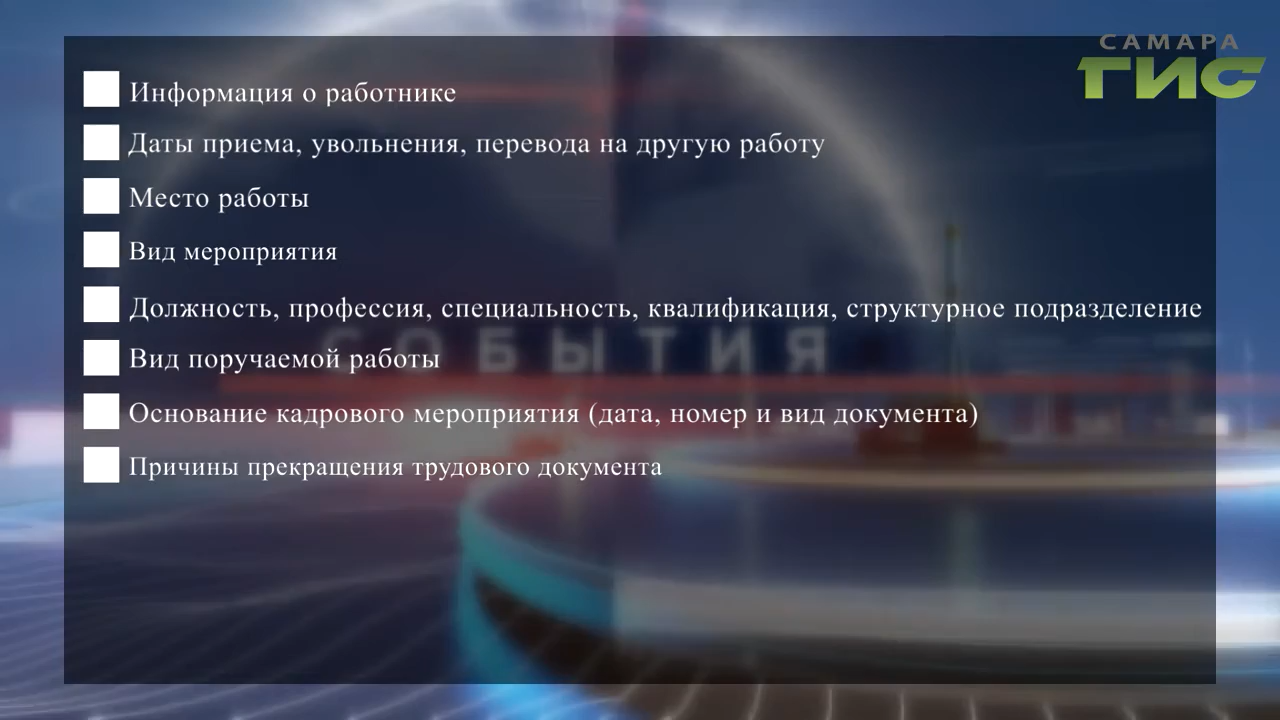 САМАРА
ГИС
Информация о работнике
Даты приема, увольнения, перевода на другую работу
Место работы
Вид мероприятия
Должность, профессия, специальность, квалификация, структурное подразделение
СОБЫТИЯ
Вид поручаемой работы
Основание кадрового мероприятия (дата, номер и вид документа)
Причины прекращения трудового документа